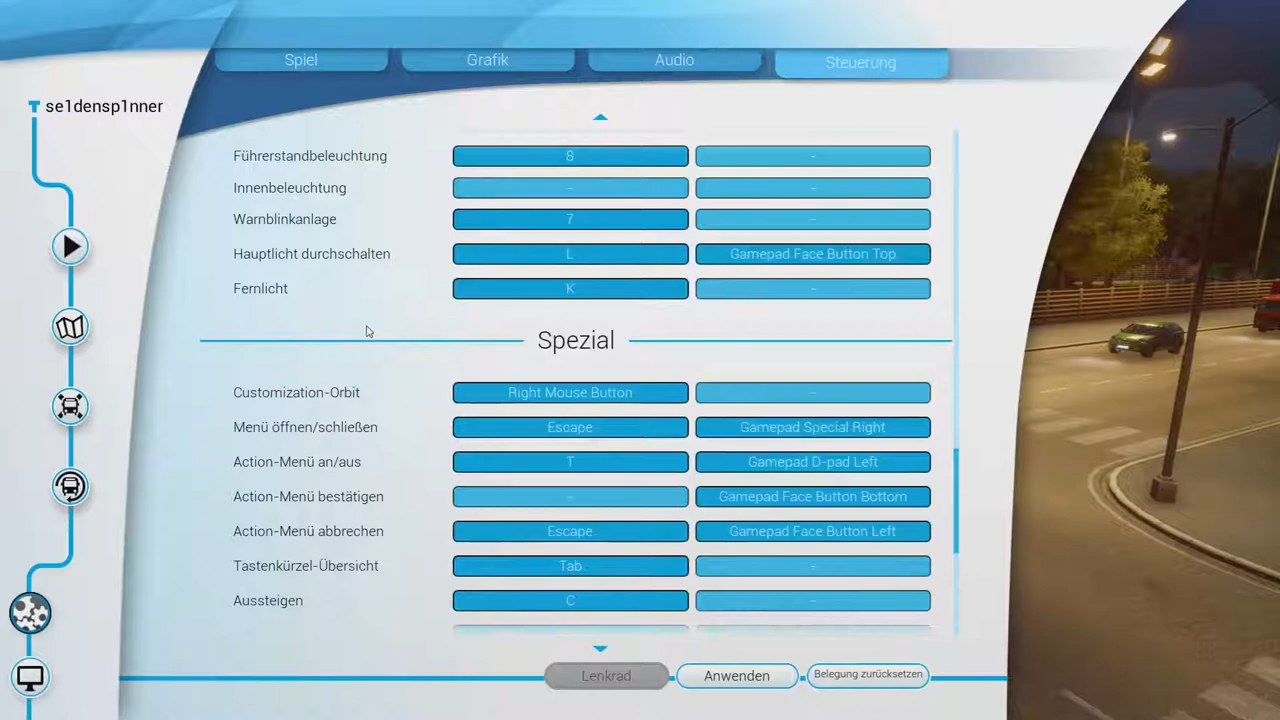 Spiel Grafik Audio Steuerung
se1densp1nner
Führerstandbeleuchtung 8 -
Innenbeleuchtung - -
Warnblinkanlage 7 -
Hauptlicht durchschalten L Gamepad Face Button Top
Fernlicht K -
Spezial
Customization-Orbit Right Mouse Button -
Menü öffnen/schließen Escape Gamepad Special Right
Action-Menü an/aus T Gamepad D-pad Left
Action-Menü bestätigen - Gamepad Face Button Bottom
Action-Menü abbrechen Escape Gamepad Face Button Left
Tastenkürzel-Übersicht Tab -
Aussteigen C -
Lenkrad Anwenden Belegung zurücksetzen